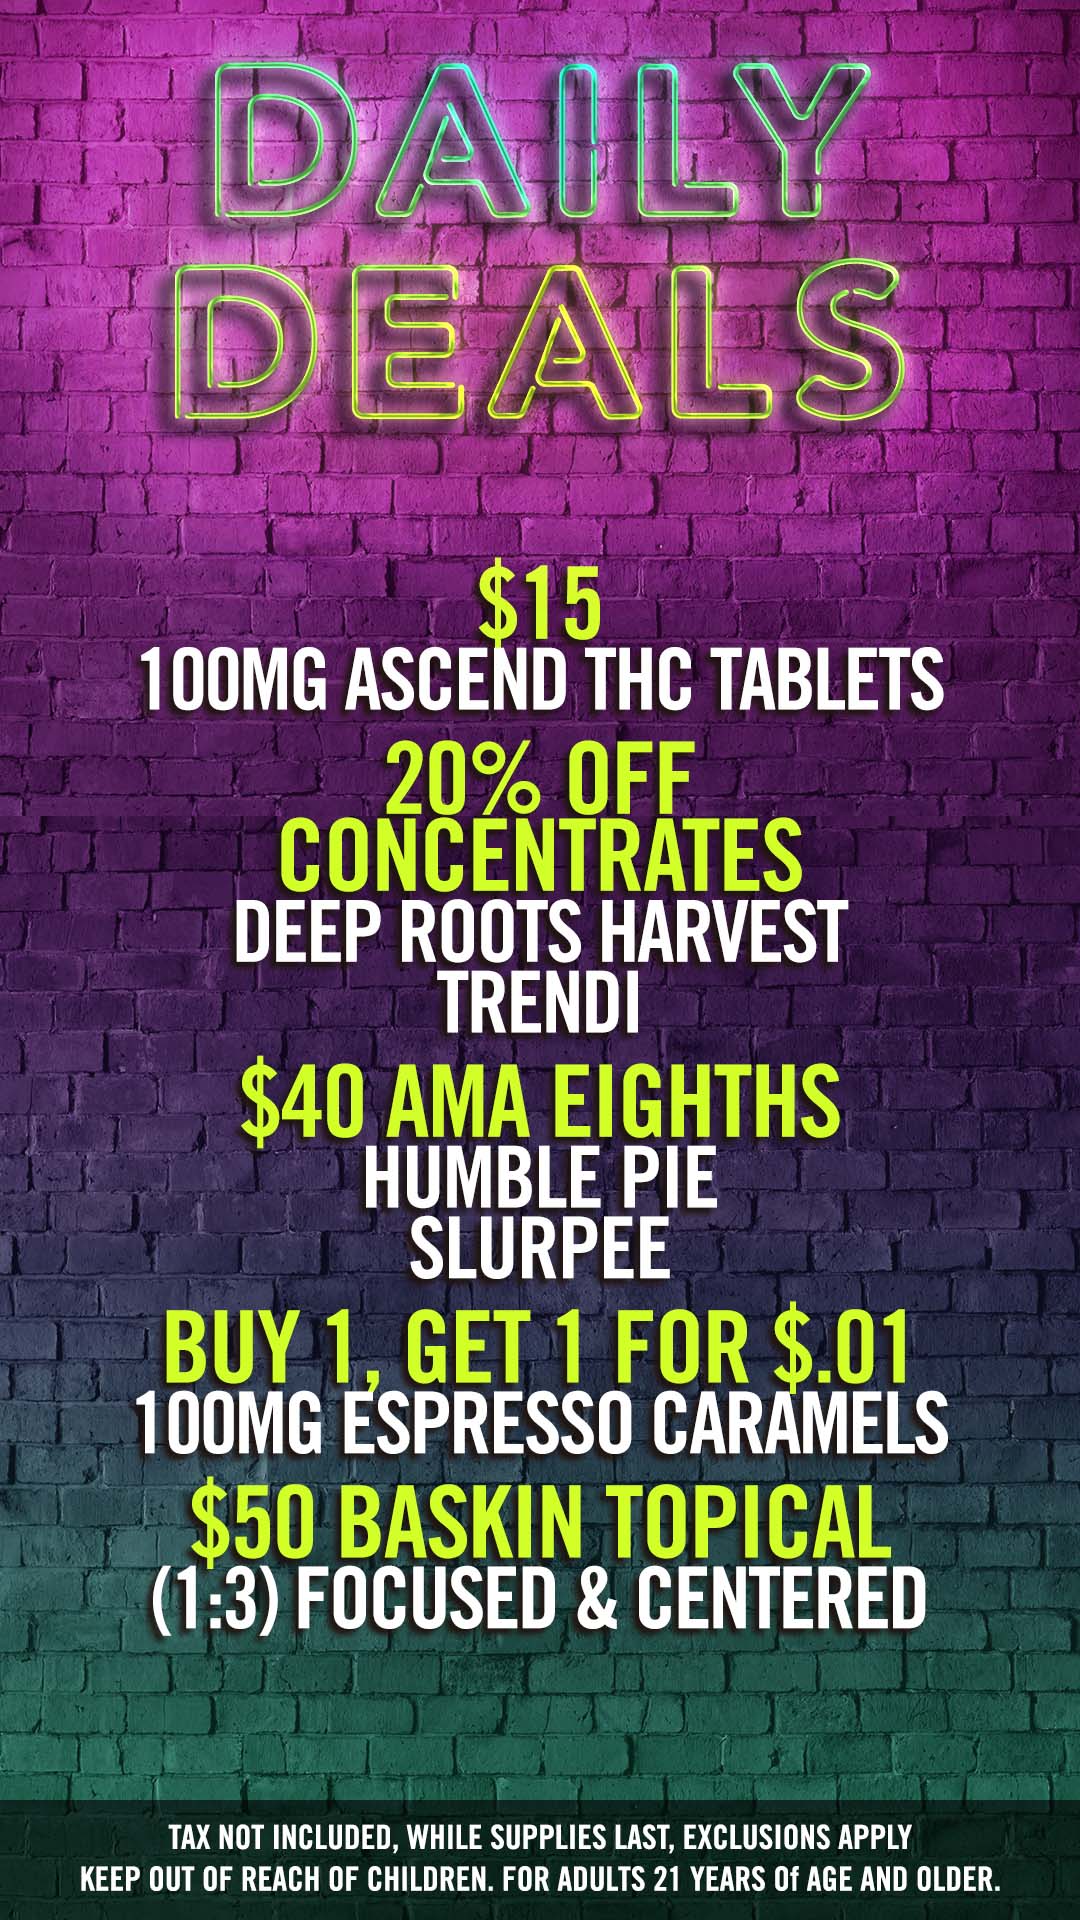 DAILY
DEALS
$15
100MG ASCEND THC TABLETS
20% OFF
CONCENTRATES
DEEP ROOTS HARVEST
TRENDI
$40 AMA EIGHTHS
HUMBLE PIE
SLURPEE
BUY 1, GET 1 FOR $.01
100MG ESPRESSO CARAMELS
$50 BASKIN TOPICAL
(1:3) FOCUSED & CENTERED
TAX NOT INCLUDED, WHILE SUPPLIES LAST, EXCLUSIONS APPLY
KEEP OUT OF REACH OF CHILDREN. FOR ADULTS 21 YEARS Of AGE AND OLDER.